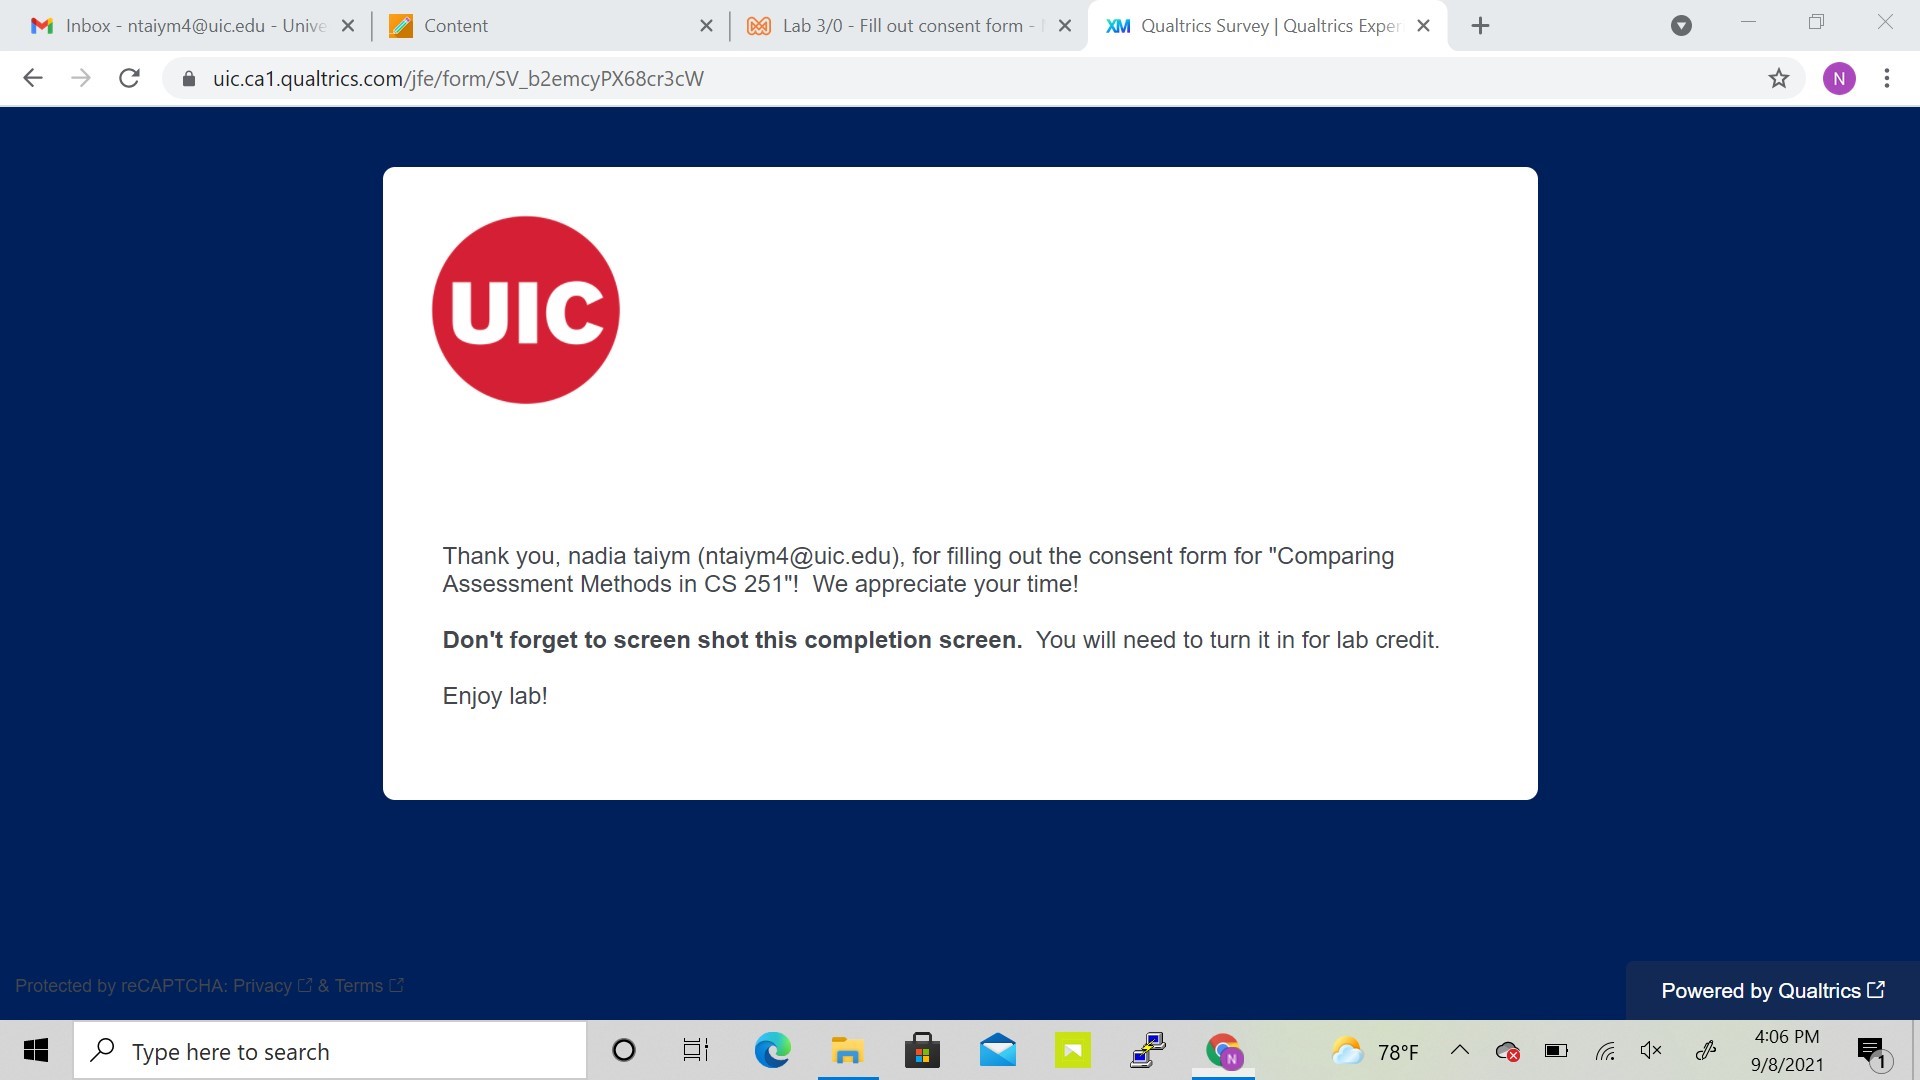 Inbox - ntaiym4@uic.edu - Unive
Content
Lab 3/0 - Fill out consent form -
XM Qualtrics Survey | Qualtrics Exper
uic.ca1.qualtrics.com/jfe/form/SV_b2emcyPX68cr3cW
N
UIC
Thank you, nadia taiym (ntaiym4@uic.edu), for filling out the consent form for "Comparing
Assessment Methods in CS 251"!  We appreciate your time!
Don't forget to screen shot this completion screen.  You will need to turn it in for lab credit.
Enjoy lab!
Protected by reCAPTCHA: Privacy & Terms
Powered by Qualtrics
Type here to search
N
78°F
4:06 PM
9/8/2021
1